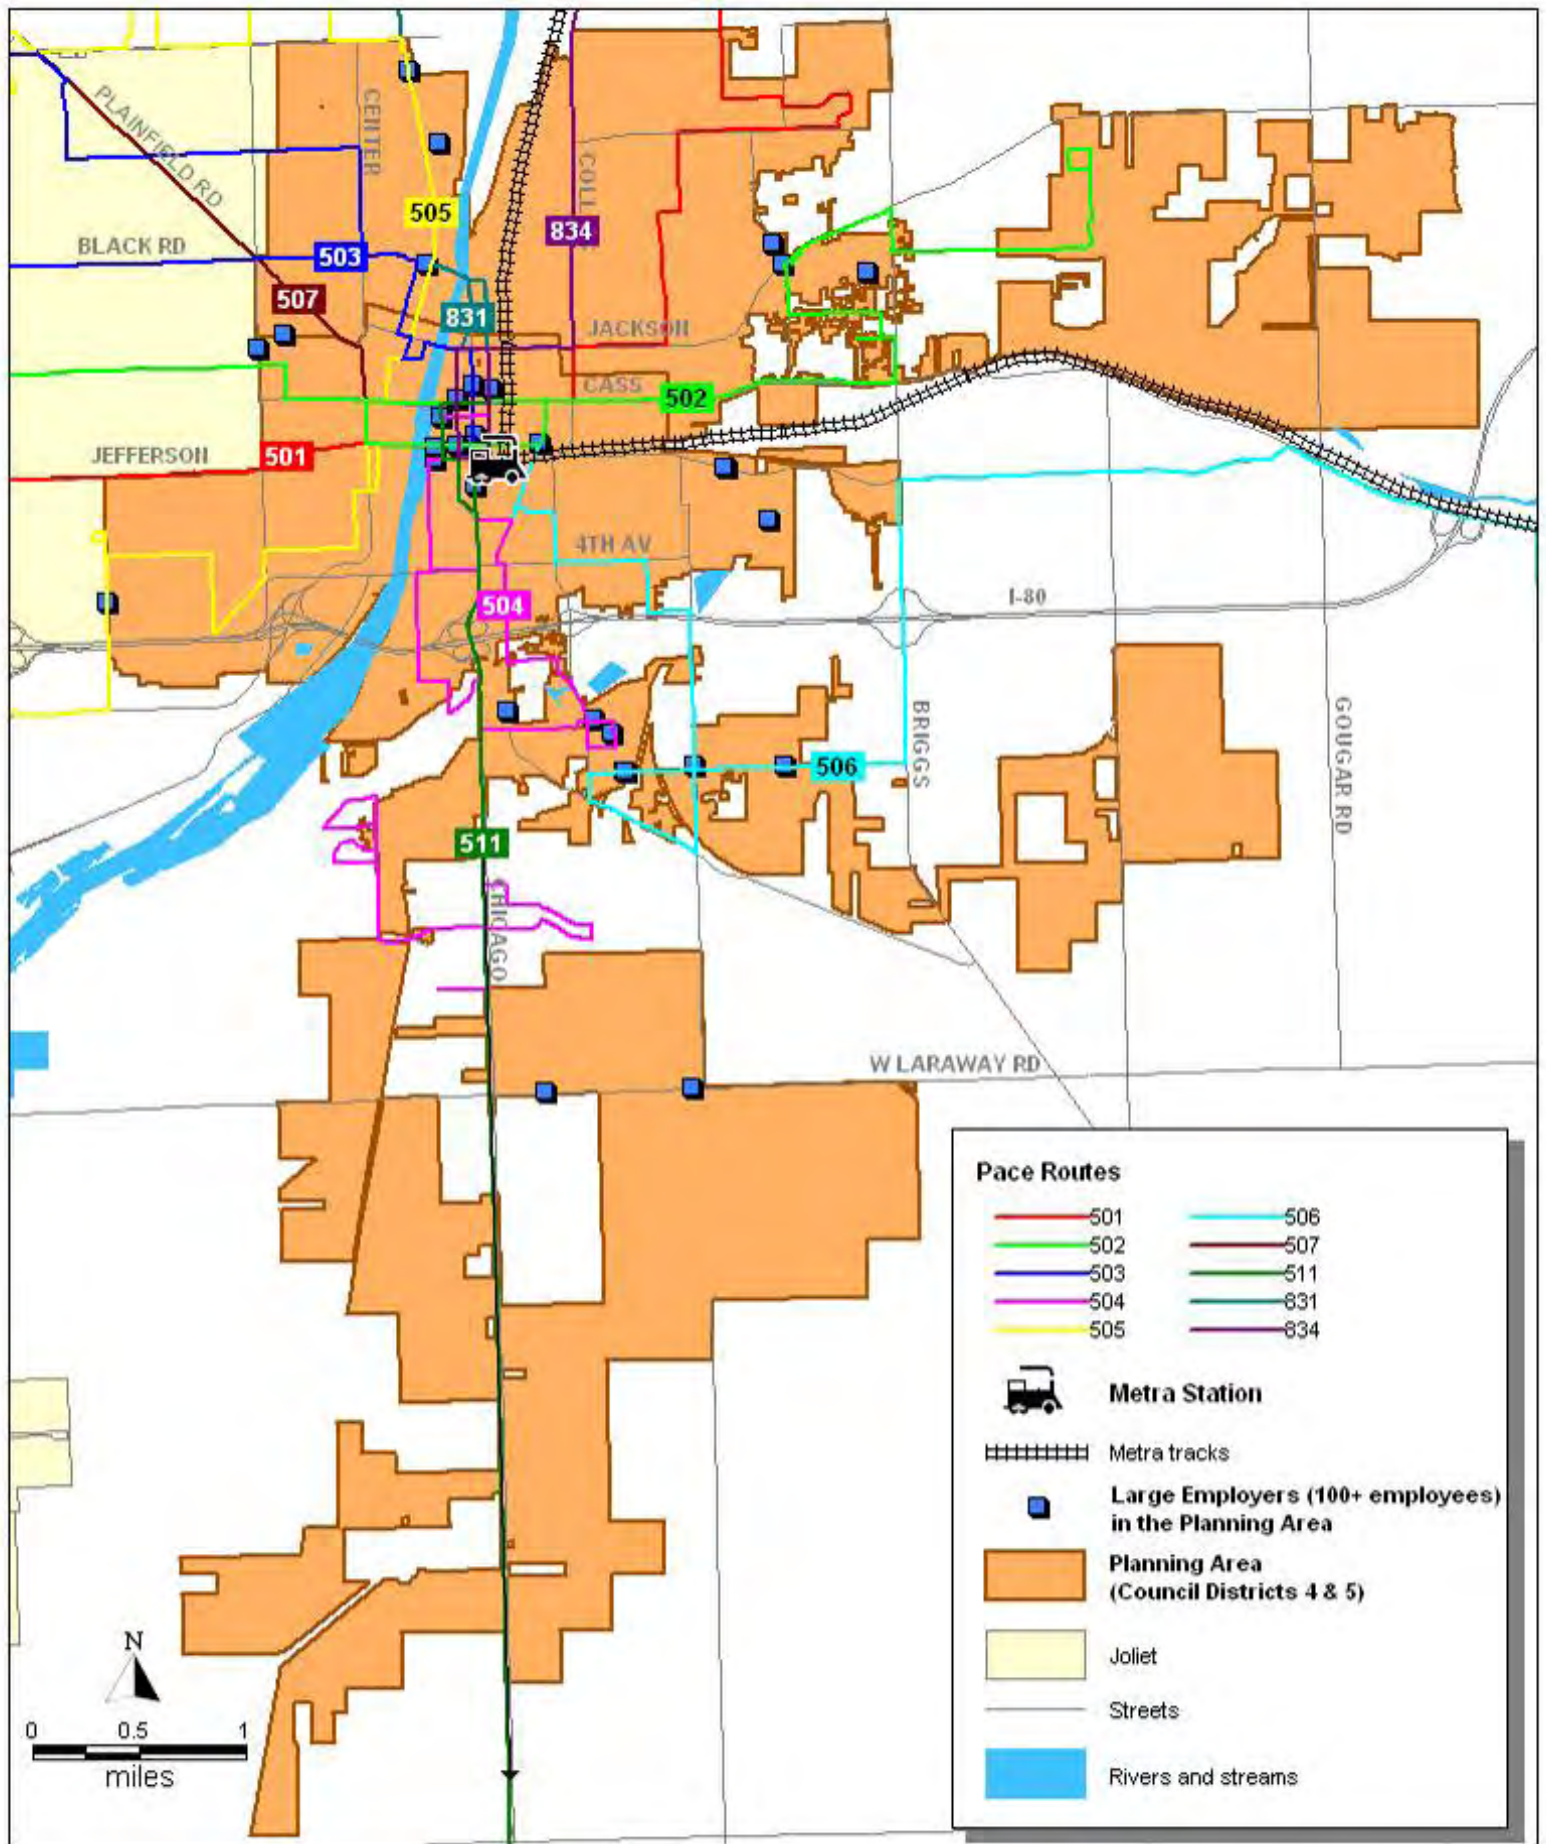 PLAINFIELD RD
CENTER
505
COLL
834
BLACK RD
503
507
831
JACKSON
CASS
502
JEFFERSON
501
4TH AV
504
I-80
BRIGGS
GOUGAR RD
506
511
CHICAGO
W LARAWAY RD
Pace Routes
501
506
502
507
503
511
504
831
505
834
Metra Station
Metra tracks
Large Employers (100+ employees)
in the Planning Area
Planning Area
(Council Districts 4 & 5)
Joliet
Streets
Rivers and streams
N
0 0.5 1
miles